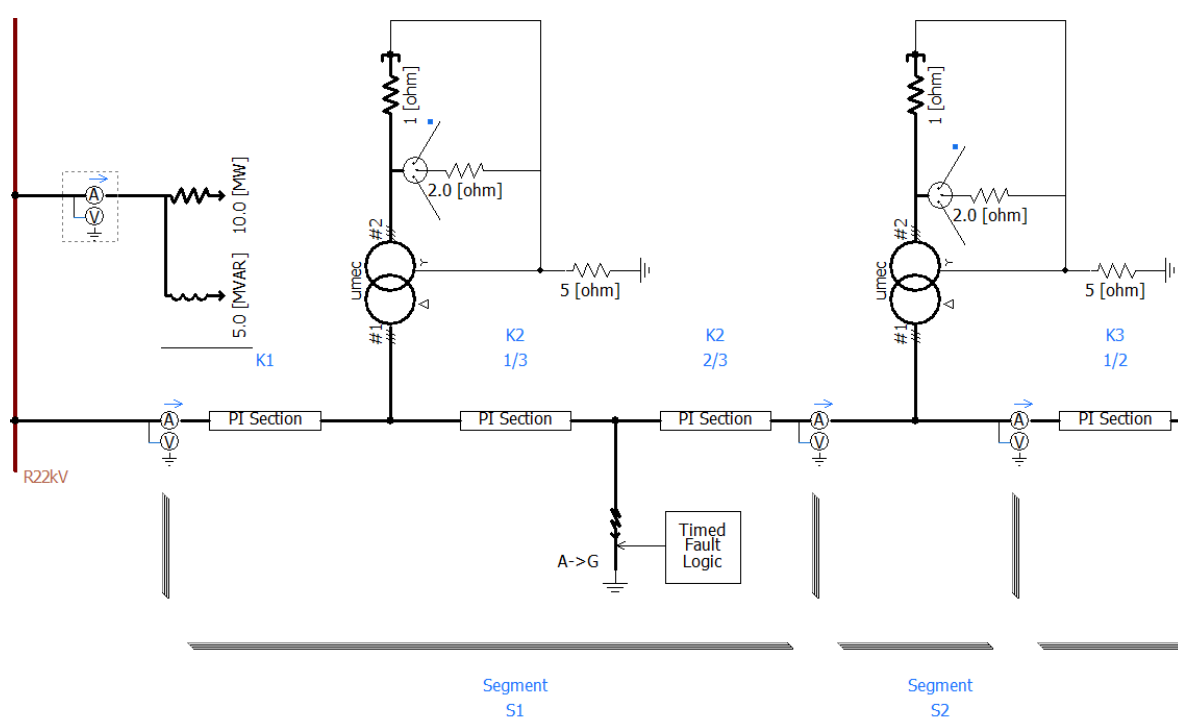 1 [ohm]
1 [ohm]
A
V
10.0 [MW]
5.0 [MVAR]
2.0 [ohm]
2.0 [ohm]
#2
#2
umec
umec
Y
Y
Δ
Δ
5 [ohm]
5 [ohm]
#1
#1
K1
K2
1/3
K2
2/3
K3
1/2
A
V
PI Section
PI Section
PI Section
A
V
A
V
PI Section
R22kV
A->G
Timed
Fault
Logic
Segment
S1
Segment
S2